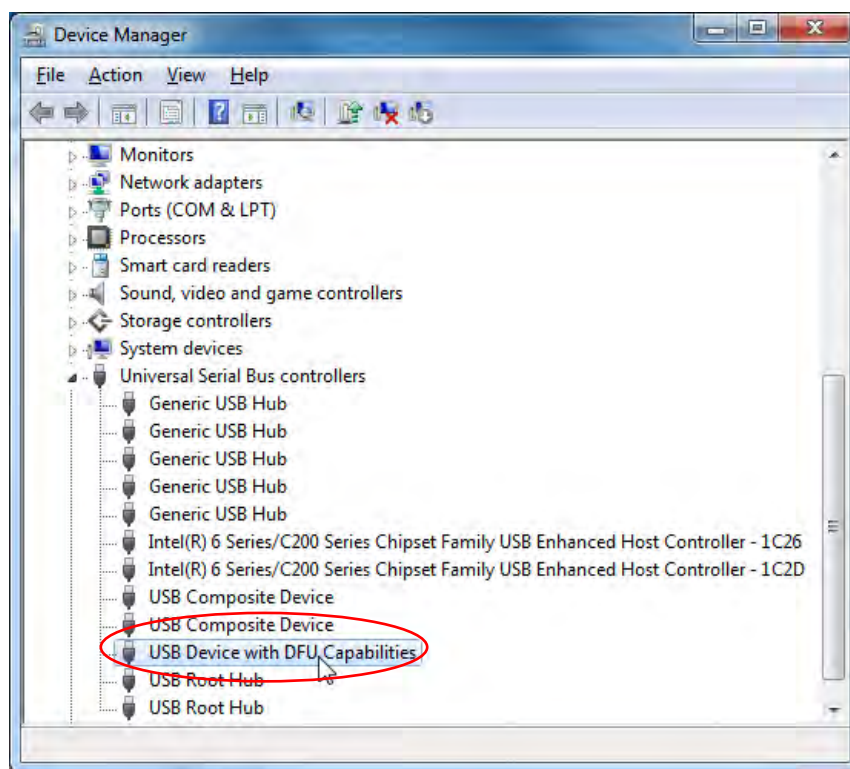 Device Manager
File Action View Help
Monitors
Network adapters
Ports (COM & LPT)
Processors
Smart card readers
Sound, video and game controllers
Storage controllers
System devices
Universal Serial Bus controllers
Generic USB Hub
Generic USB Hub
Generic USB Hub
Generic USB Hub
Generic USB Hub
Intel(R) 6 Series/C200 Series Chipset Family USB Enhanced Host Controller - 1C26
Intel(R) 6 Series/C200 Series Chipset Family USB Enhanced Host Controller - 1C2D
USB Composite Device
USB Composite Device
USB Device with DFU Capabilities
USB Root Hub
USB Root Hub